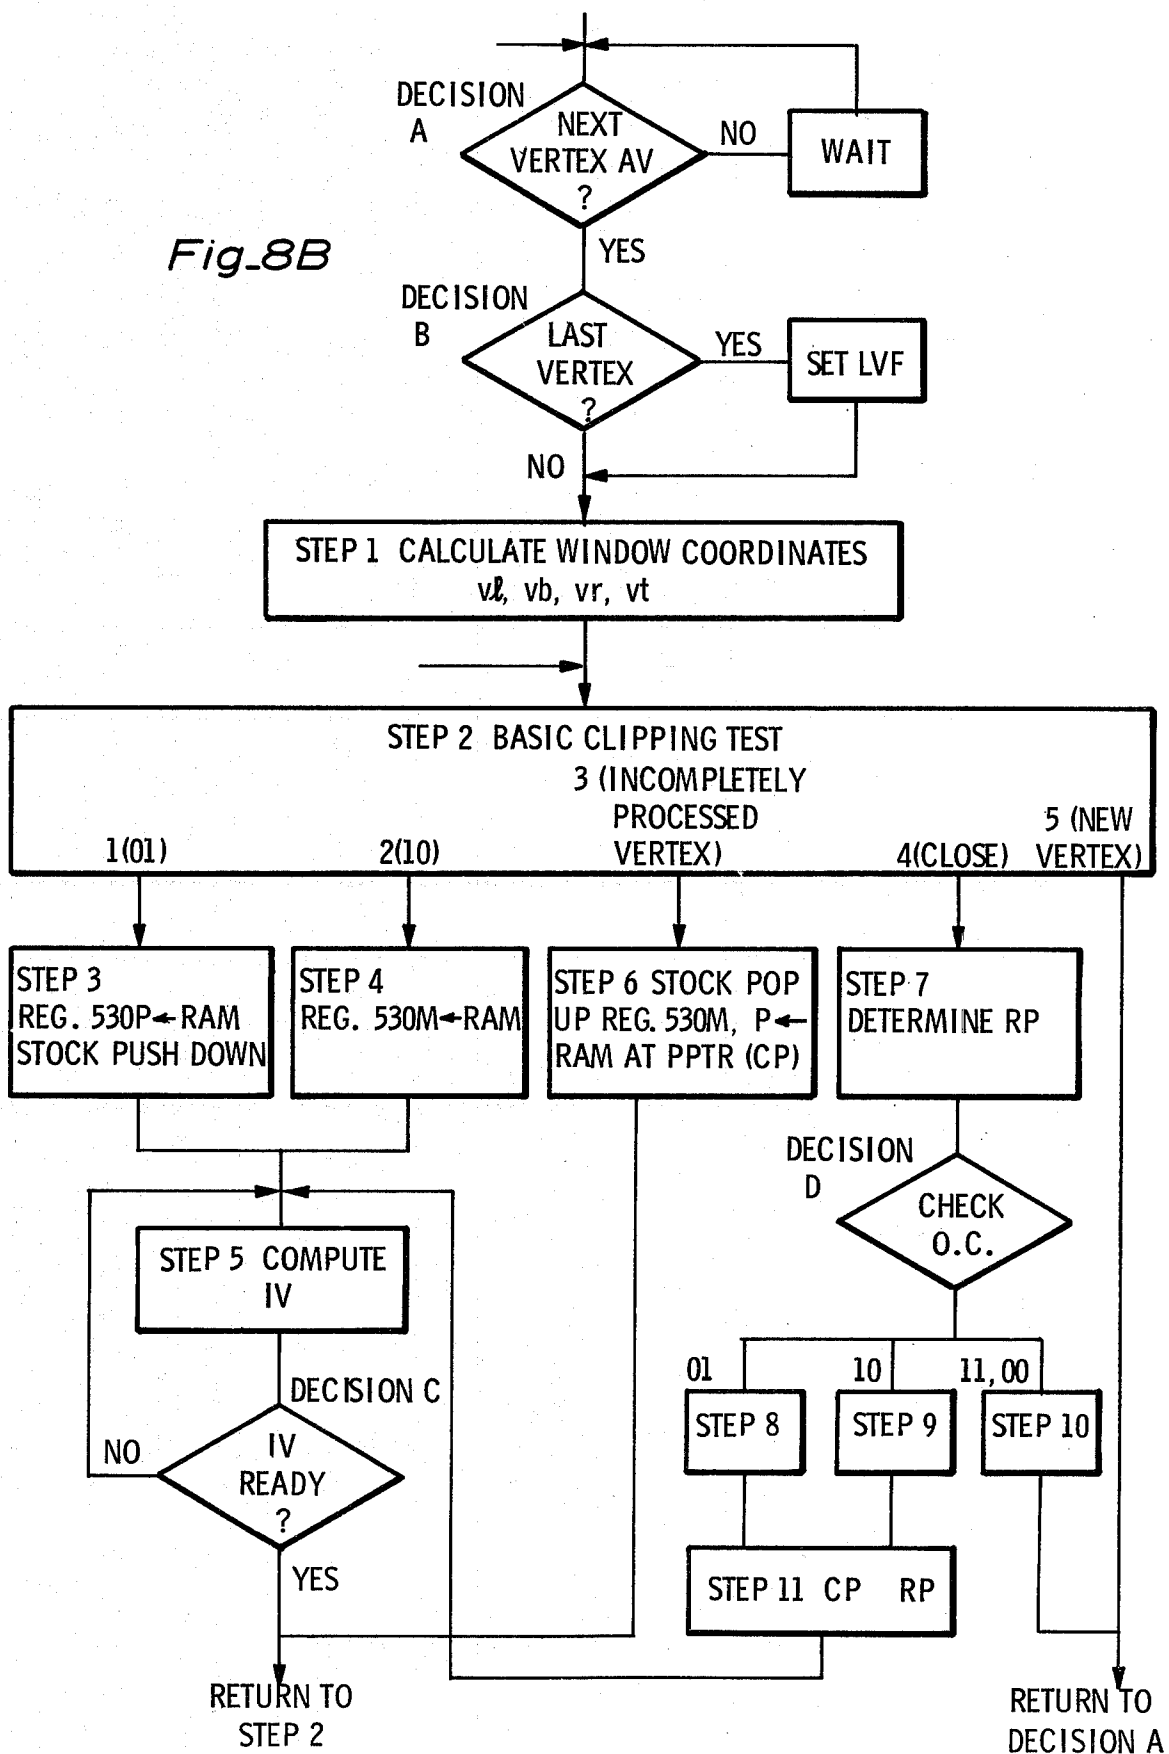 DECISION
A
NEXT
VERTEX AV
?
NO
WAIT
YES
Fig_8B
DECISION
B
LAST
VERTEX
?
YES
SET LVF
NO
STEP 1 CALCULATE WINDOW COORDINATES
vℓ, vb, vr, vt
STEP 2 BASIC CLIPPING TEST
3 (INCOMPLETELY
PROCESSED
VERTEX)
1(01)
2(10)
4(CLOSE)
5 (NEW
VERTEX)
STEP 3
REG. 530P←RAM
STOCK PUSH DOWN
STEP 4
REG. 530M←RAM
STEP 6 STOCK POP
UP REG. 530M, P←
RAM AT PPTR (CP)
STEP 7
DETERMINE RP
DECISION
D
CHECK
O.C.
STEP 5 COMPUTE
IV
DECISION C
IV
READY
?
NO
YES
01
10
11,00
STEP 8
STEP 9
STEP 10
STEP 11 CP RP
RETURN TO
STEP 2
RETURN TO
DECISION A